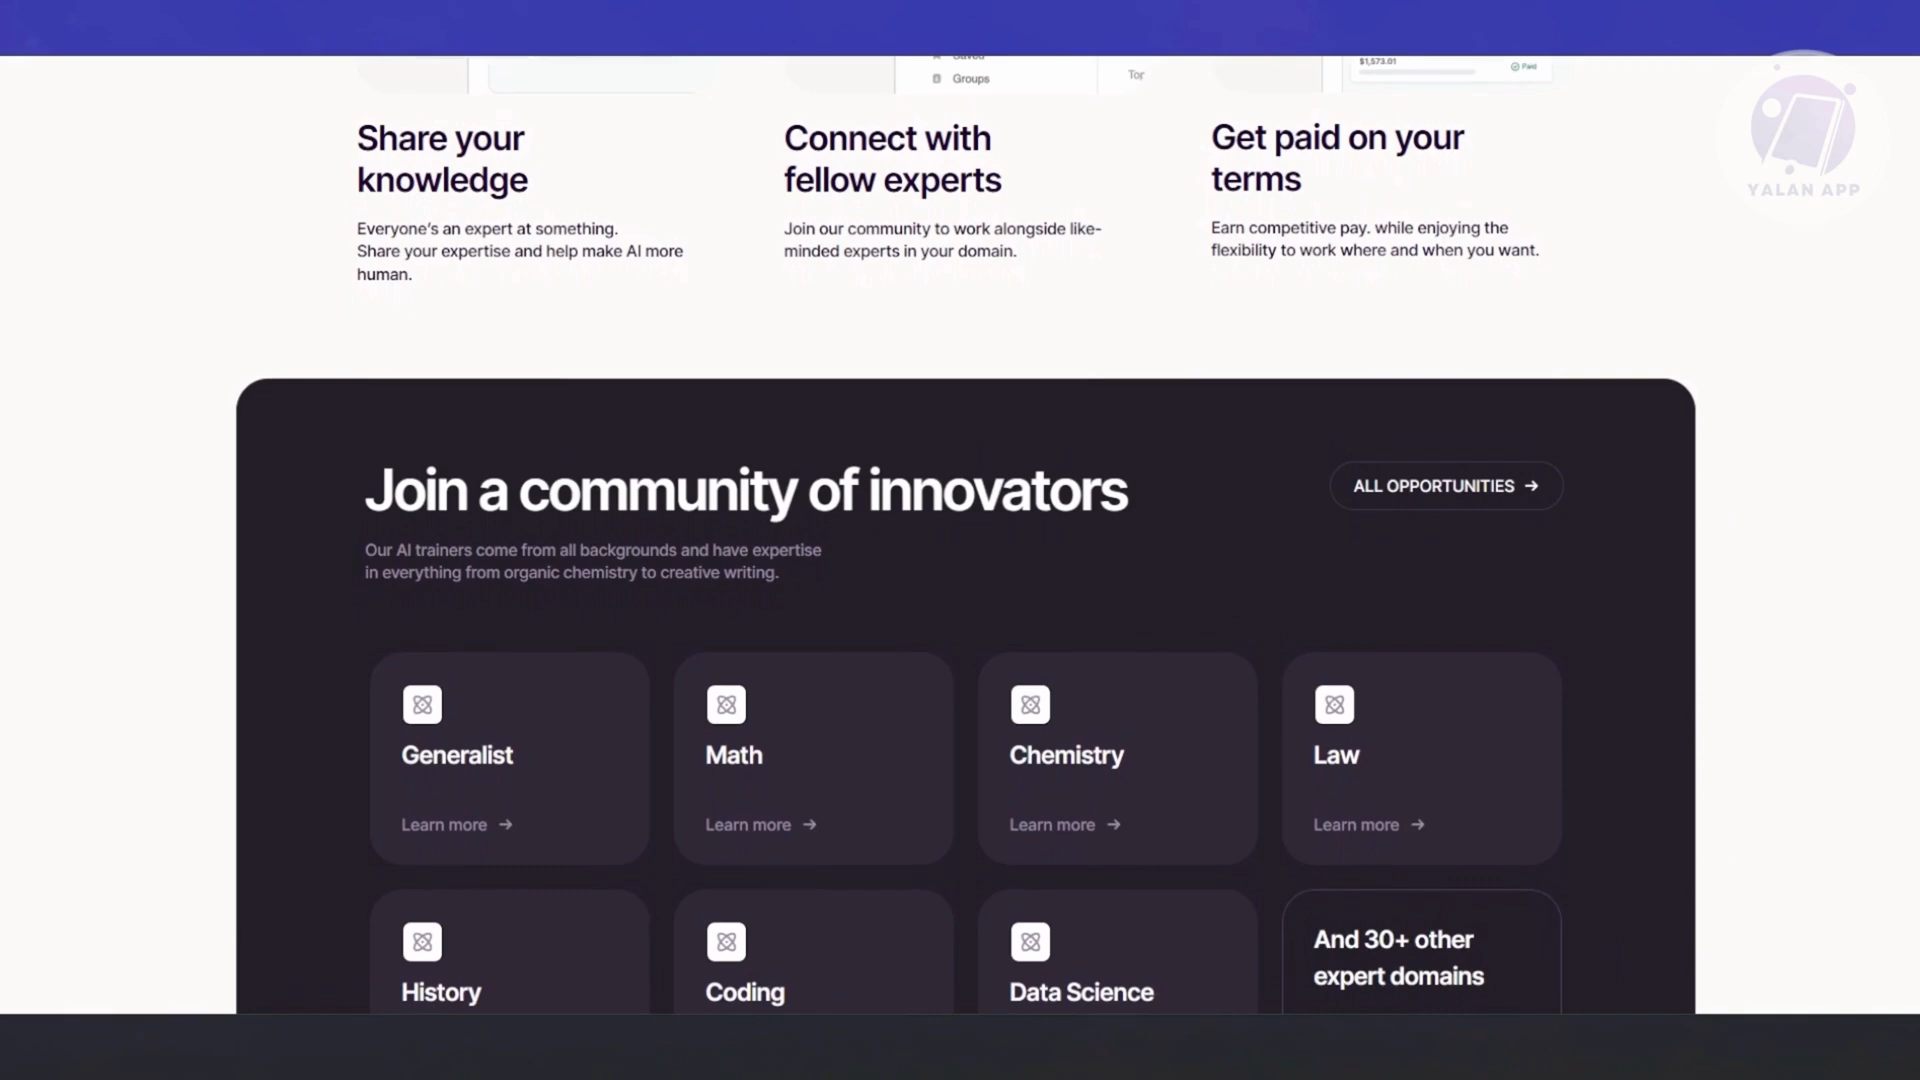 Groups
Tor
$1,573.01
Paid
YALAN APP
Share your
knowledge
Everyone's an expert at something.
Share your expertise and help make AI more
human.
Connect with
fellow experts
Join our community to work alongside like-
minded experts in your domain.
Get paid on your
terms
Earn competitive pay. while enjoying the
flexibility to work where and when you want.
Join a community of innovators
ALL OPPORTUNITIES →
Our AI trainers come from all backgrounds and have expertise
in everything from organic chemistry to creative writing.
Generalist
Learn more →
Math
Learn more →
Chemistry
Learn more →
Law
Learn more →
History
Coding
Data Science
And 30+ other
expert domains